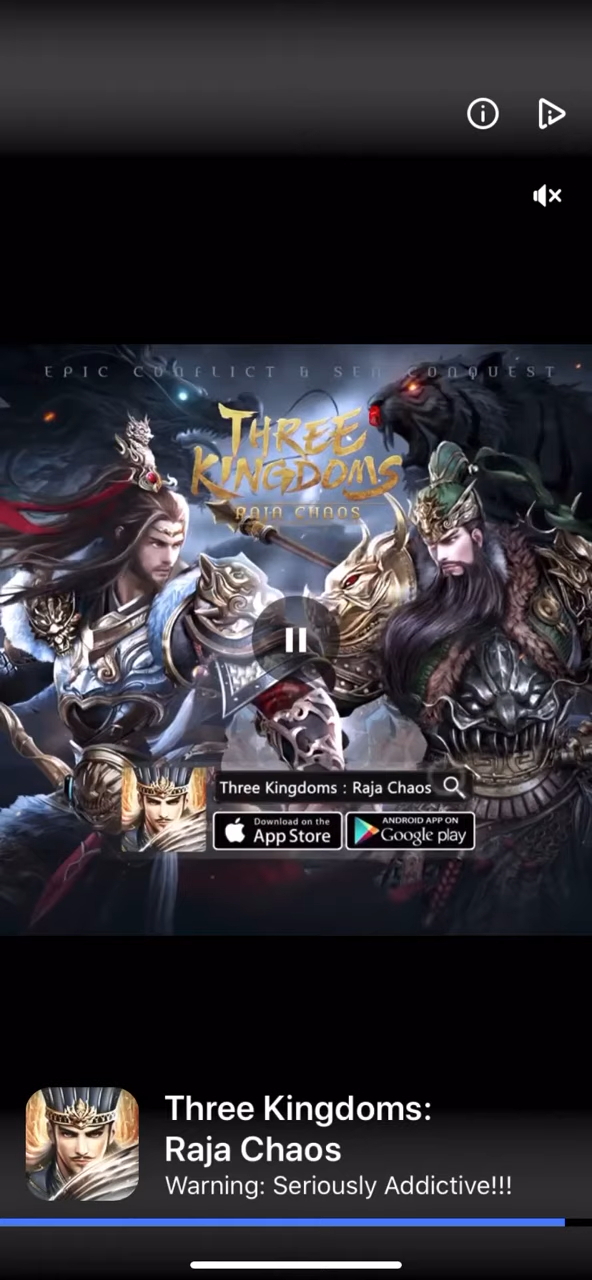 EPIC CONFLICT & SEA CONQUEST
THREE
KINGDOMS
RAJA CHAOS
Three Kingdoms : Raja Chaos
Download on the
App Store
ANDROID APP ON
Google play
Three Kingdoms:
Raja Chaos
Warning: Seriously Addictive!!!